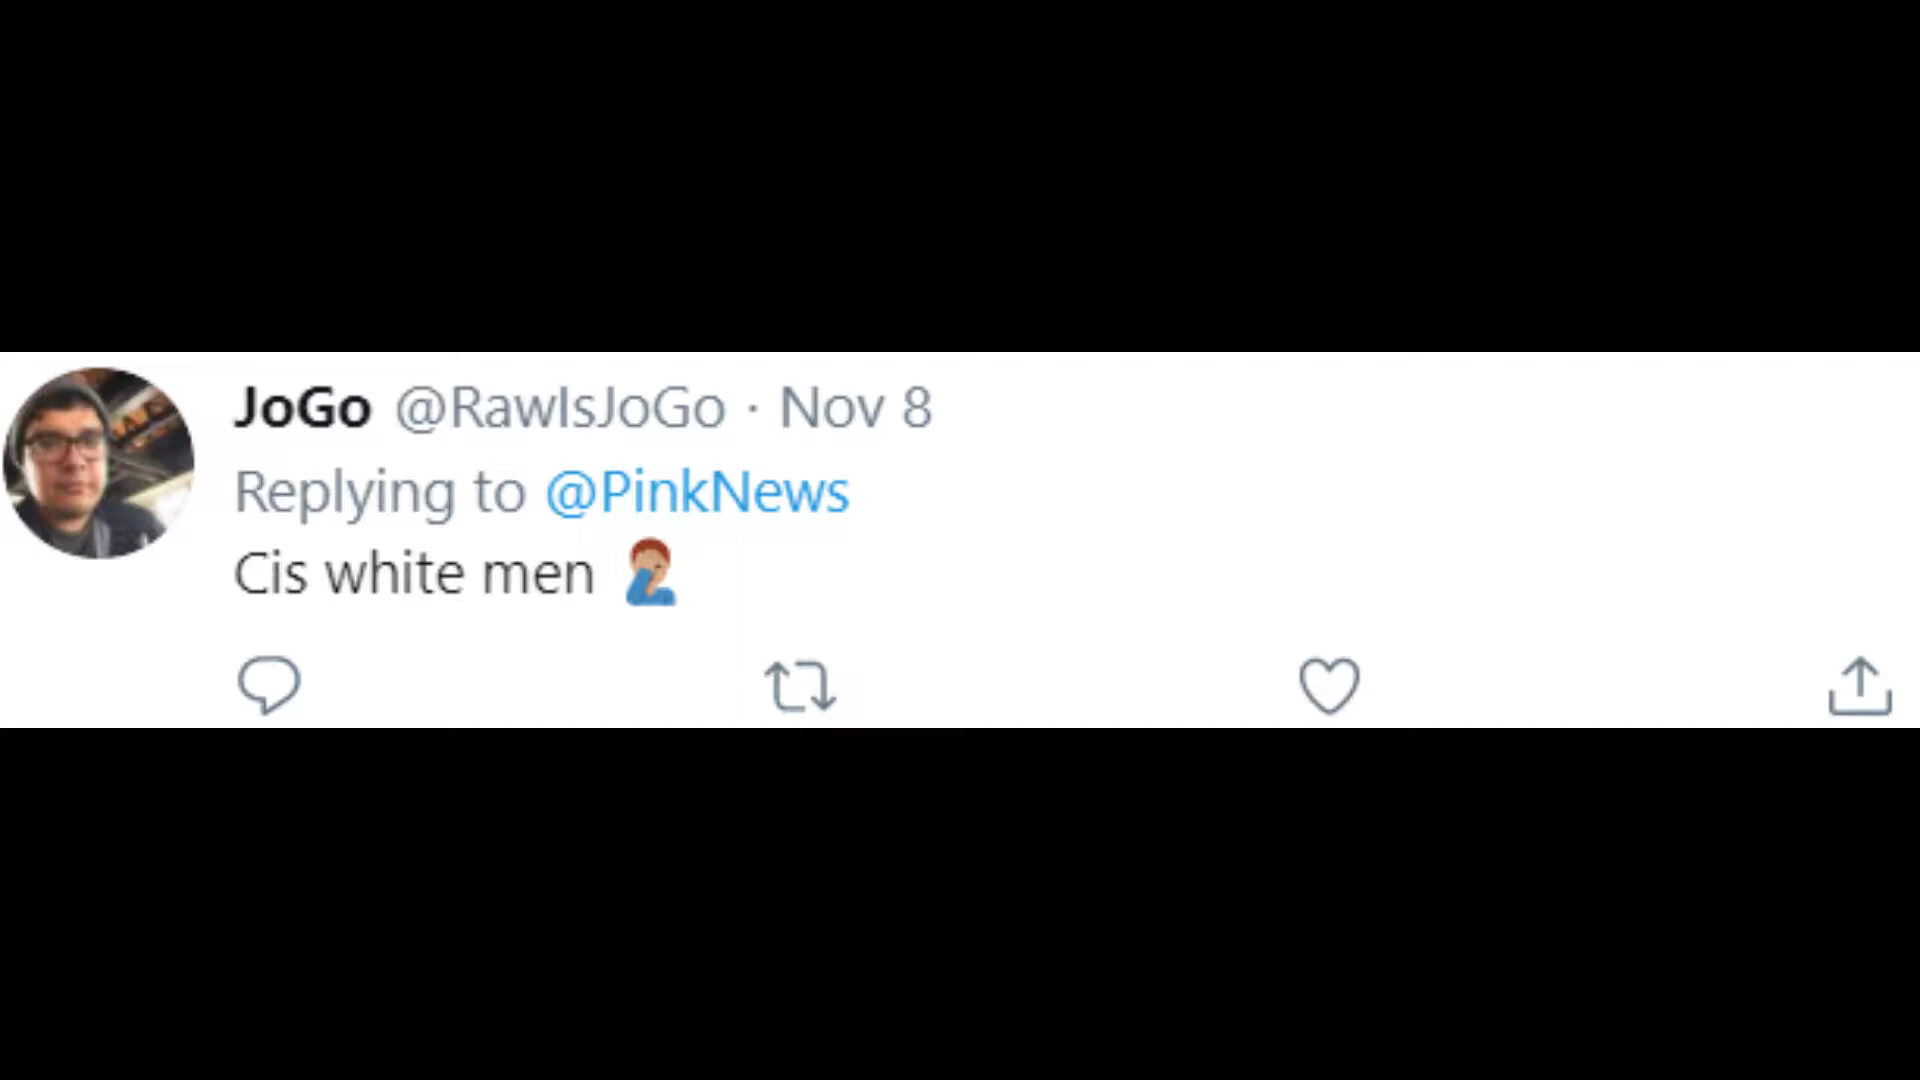 JoGo @RawIsJoGo · Nov 8
Replying to @PinkNews
Cis white men 🤦🏽‍♂️